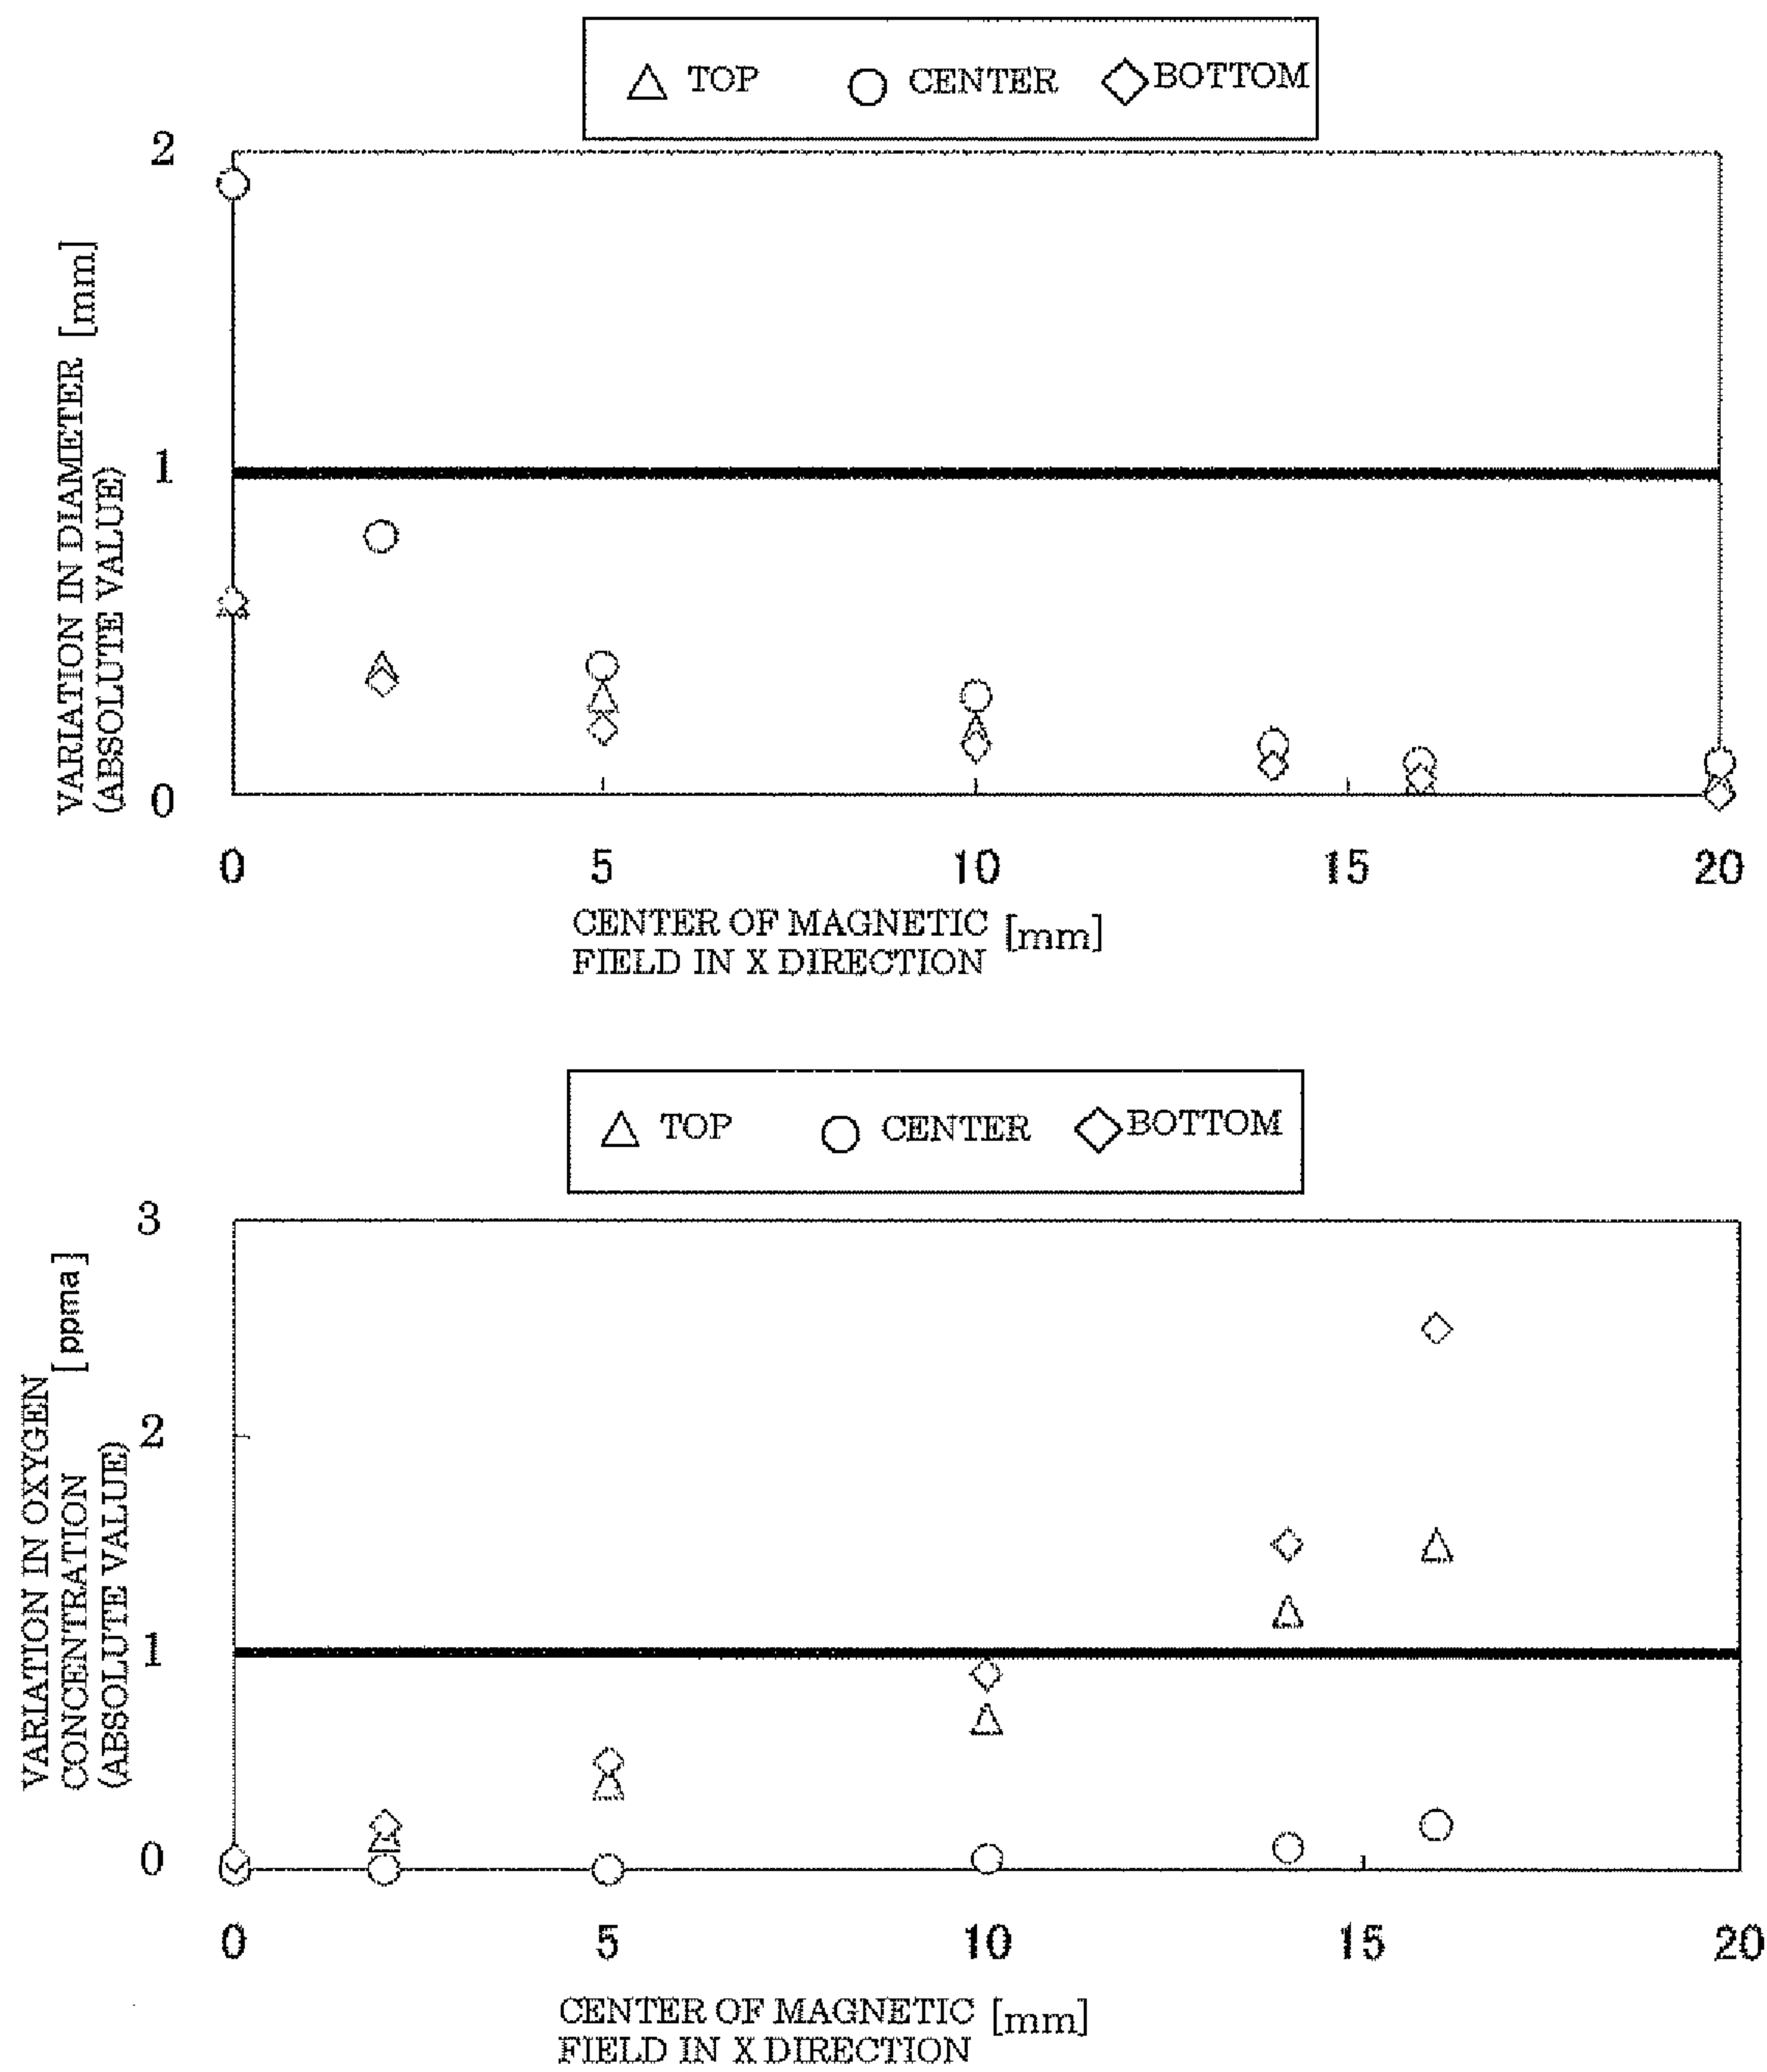 TOP CENTER BOTTOM
2
1
0
VARIATION IN DIAMETER [mm]
(ABSOLUTE VALUE)
0 5 10 15 20
CENTER OF MAGNETIC [mm]
FIELD IN X DIRECTION
TOP CENTER BOTTOM
3
2
1
0
VARIATION IN OXYGEN
CONCENTRATION [ppma]
(ABSOLUTE VALUE)
0 5 10 15 20
CENTER OF MAGNETIC [mm]
FIELD IN X DIRECTION